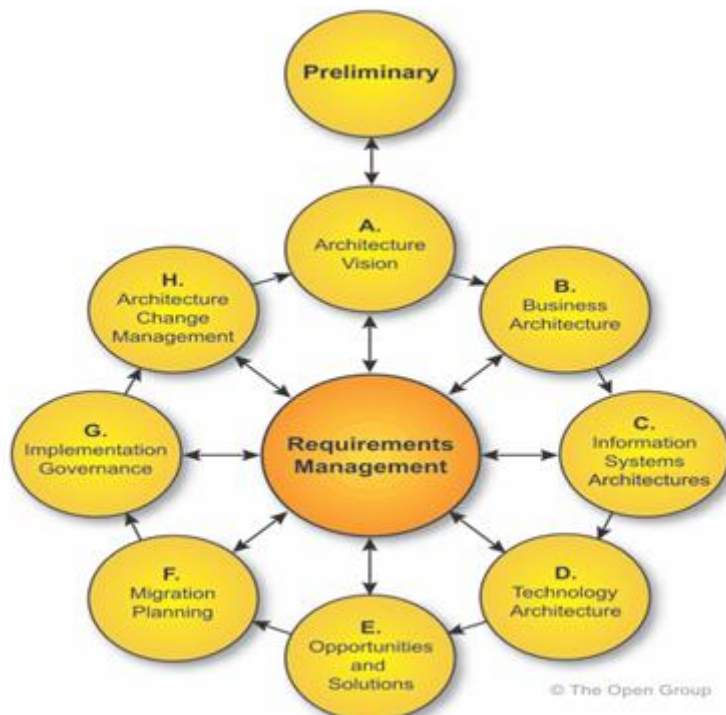 Preliminary
A.
Architecture
Vision
B.
Business
Architecture
C.
Information
Systems
Architectures
D.
Technology
Architecture
E.
Opportunities
and
Solutions
F.
Migration
Planning
G.
Implementation
Governance
H.
Architecture
Change
Management
Requirements
Management
© The Open Group